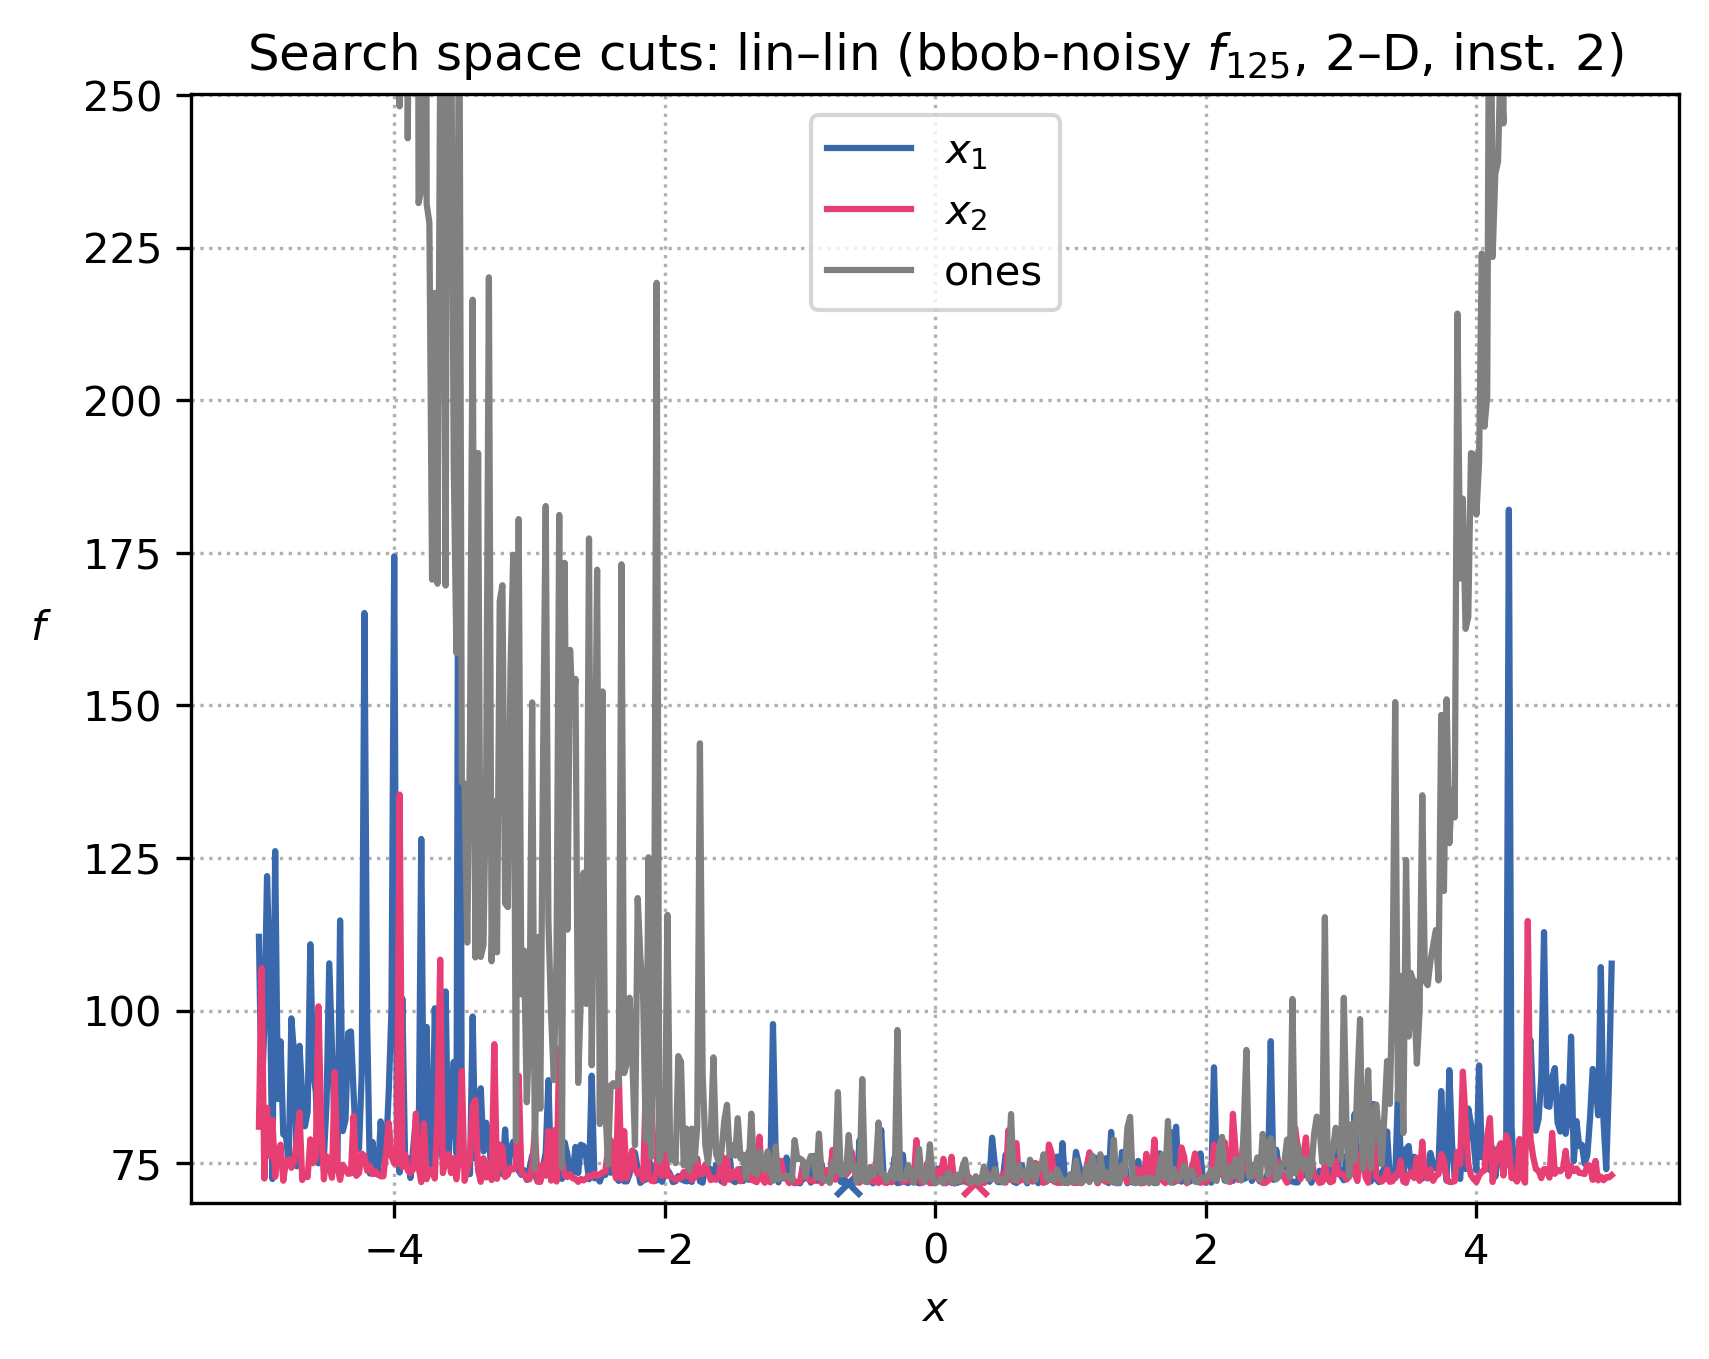 Search space cuts: lin–lin (bbob-noisy f₁₂₅, 2–D, inst. 2)
250
225
200
175
150
125
100
75
f
x₁
x₂
ones
−4 −2 0 2 4
x